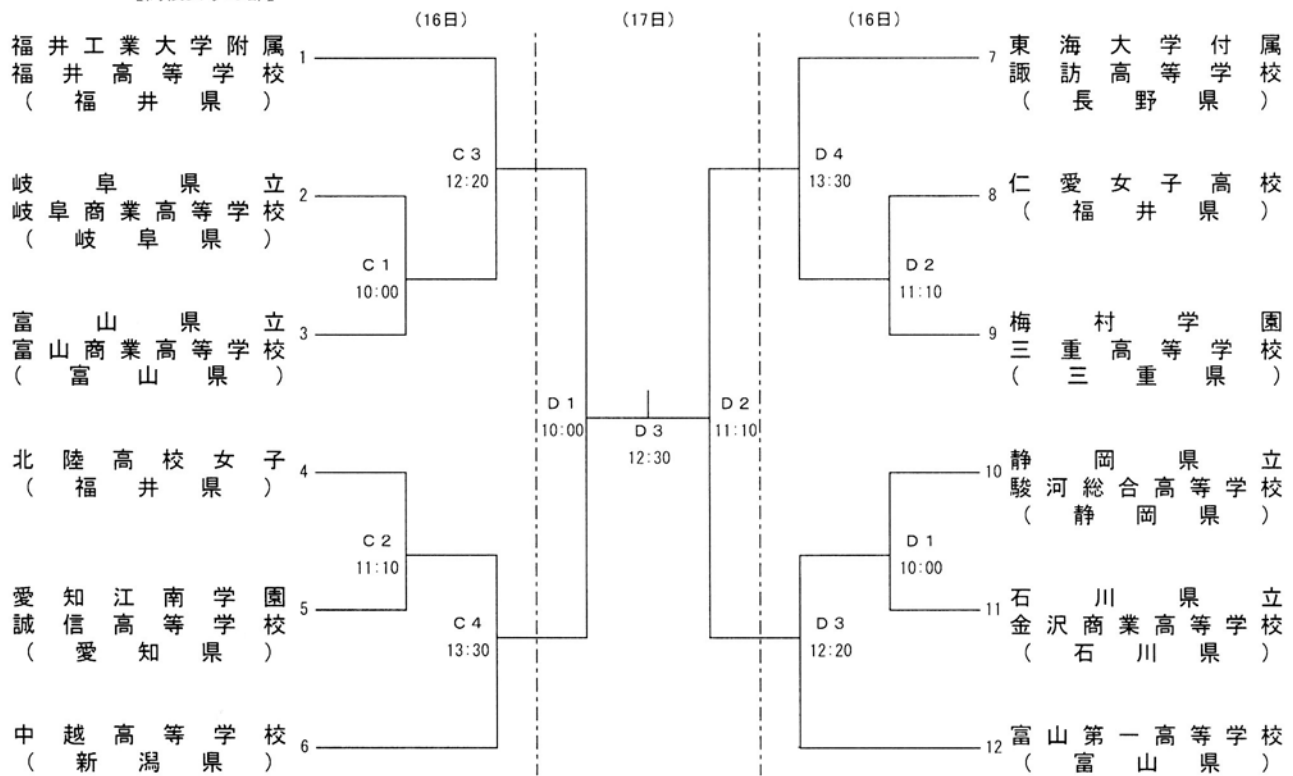 (16日) (17日) (16日)
福井工業大学附属
福井高等学校
(福井県)
1
C3
12:20
岐阜県立
岐阜商業高等学校
(岐阜県)
2
C1
10:00
富山県立
富山商業高等学校
(富山県)
3
D1
10:00
北陸高校女子
(福井県)
4
C2
11:10
愛知江南学園
誠信高等学校
(愛知県)
5
C4
13:30
中越高等学校
(新潟県)
6
D3
12:30
D2
11:10
7
東海大学付属
諏訪高等学校
(長野県)
D4
13:30
8
仁愛女子高校
(福井県)
D2
11:10
9
梅村学園
三重高等学校
(三重県)
10
静岡県立
駿河総合高等学校
(静岡県)
D1
10:00
11
石川県立
金沢商業高等学校
(石川県)
D3
12:20
12
富山第一高等学校
(富山県)